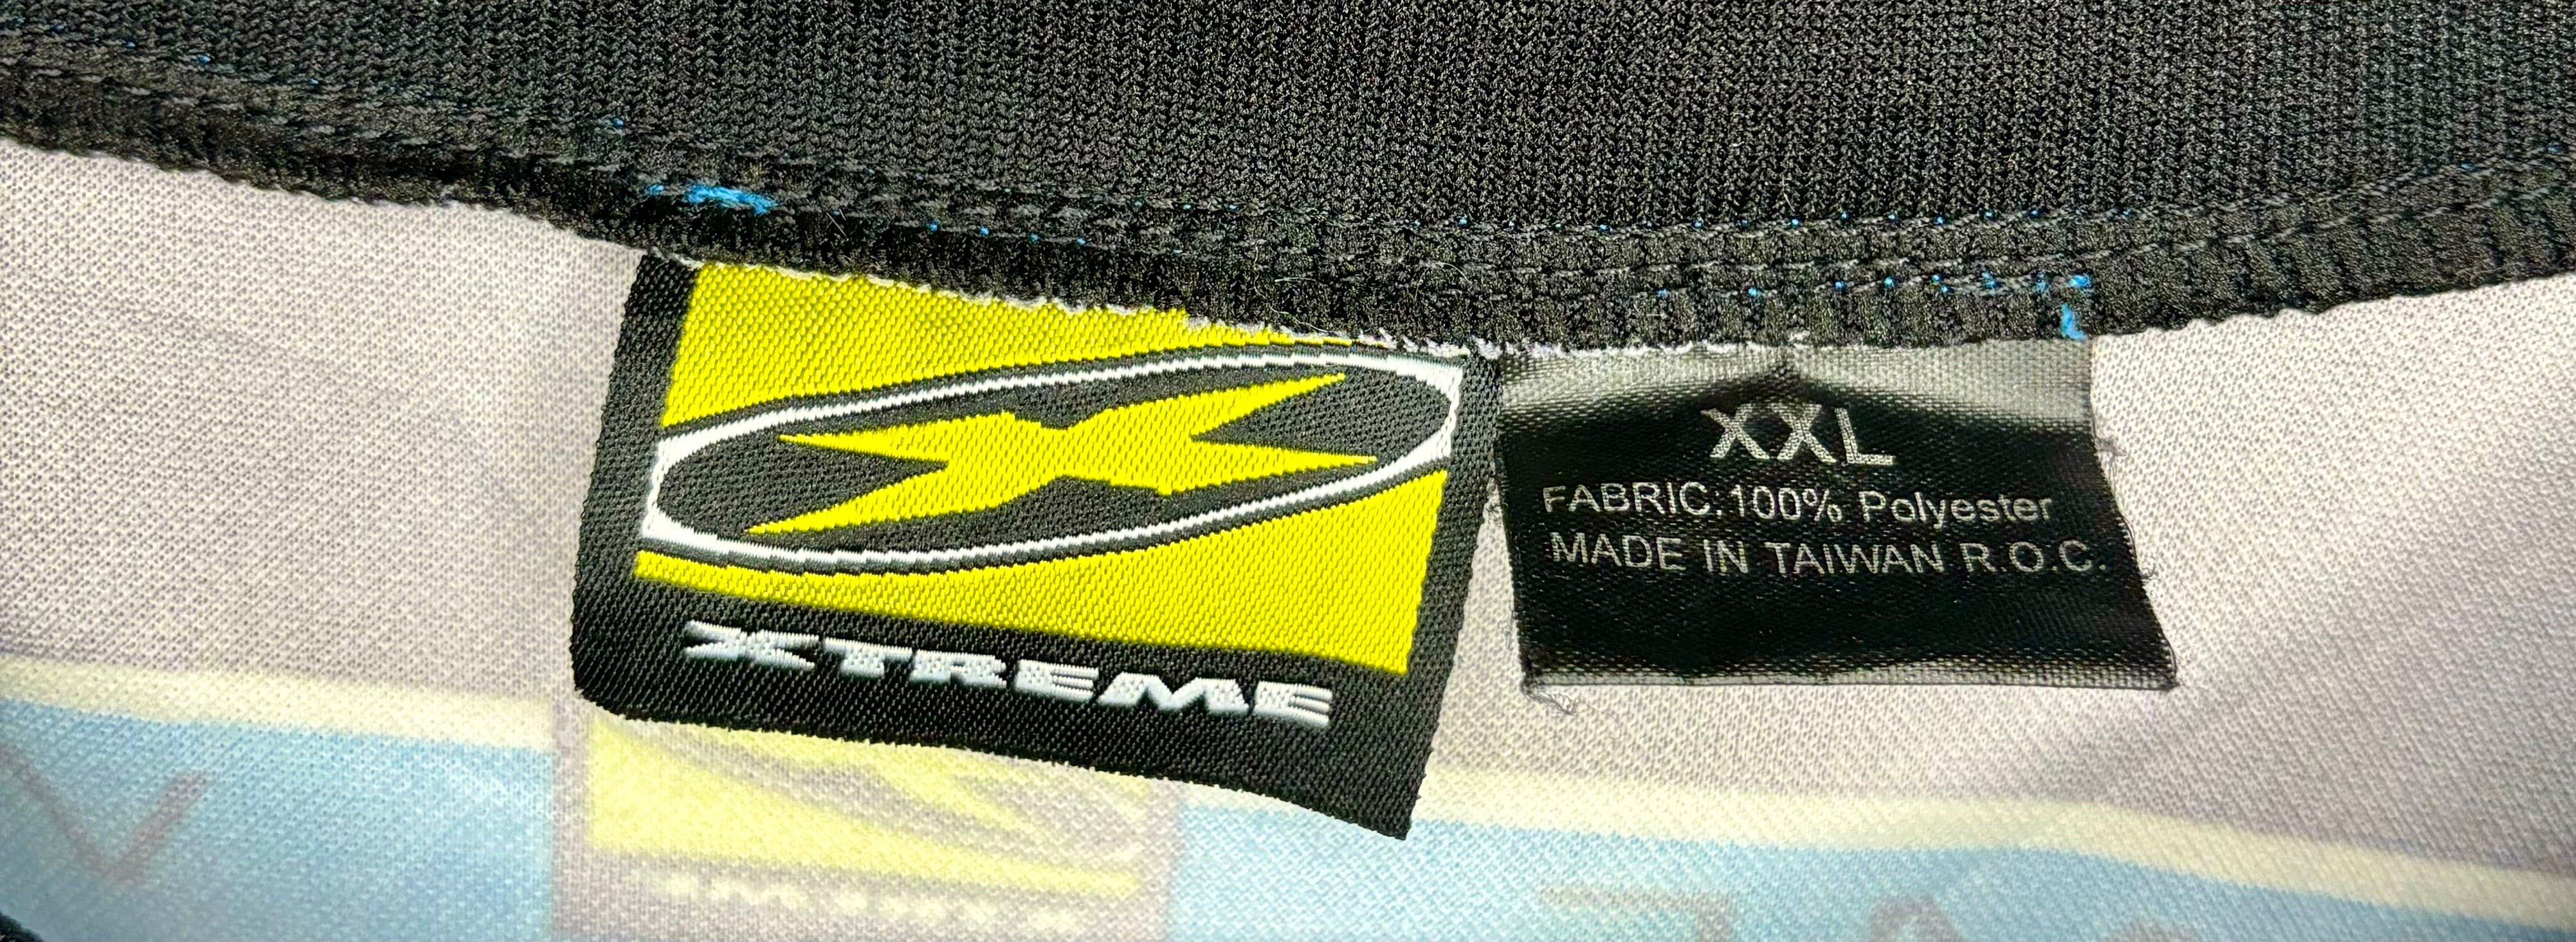 XTREME
XXL
FABRIC:100% Polyester
MADE IN TAIWAN R.O.C.